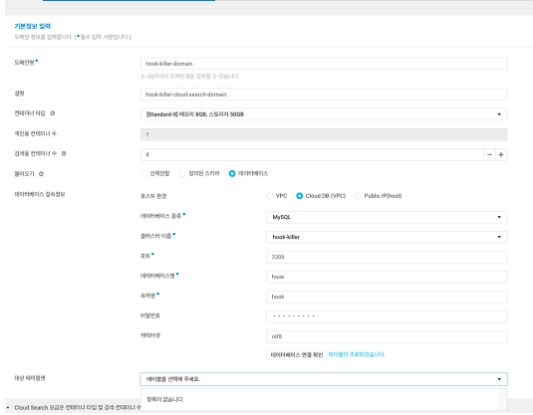 기본정보 입력
도메인 정보를 입력합니다. (*필수 입력 사항입니다.)
도메인명*
hook-killer-domain
3~20자까지 도메인명을 입력할 수 있습니다.
설명
hook-killer-cloud-search-domain
컨테이너 타입
[Standard-8] 메모리 8GB, 스토리지 50GB
색인용 컨테이너 수
1
검색용 컨테이너 수
4
불러오기
선택안함
정의된 스키마
데이터베이스
데이터베이스 접속정보
호스트 환경
VPC
Cloud DB (VPC)
Public IP(host)
데이터베이스 종류*
MySQL
클러스터 이름*
hook-killer
포트*
3306
데이터베이스명*
hook
유저명*
hook
비밀번호
캐릭터셋
utf8
데이터베이스 연결 확인
테이블이 조회되었습니다.
대상 테이블명
테이블을 선택해 주세요.
항목이 없습니다.
• Cloud Search 요금은 컨테이너 타입 및 검색 컨테이너 수